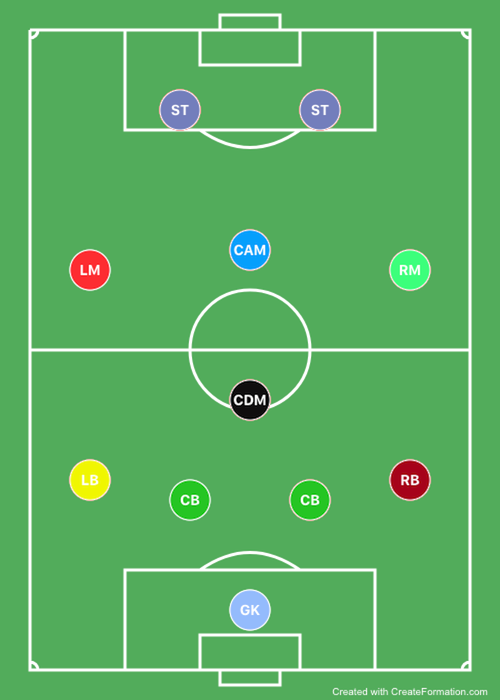 ST ST
CAM
LM RM
CDM
LB RB
CB CB
GK
Created with CreateFormation.com